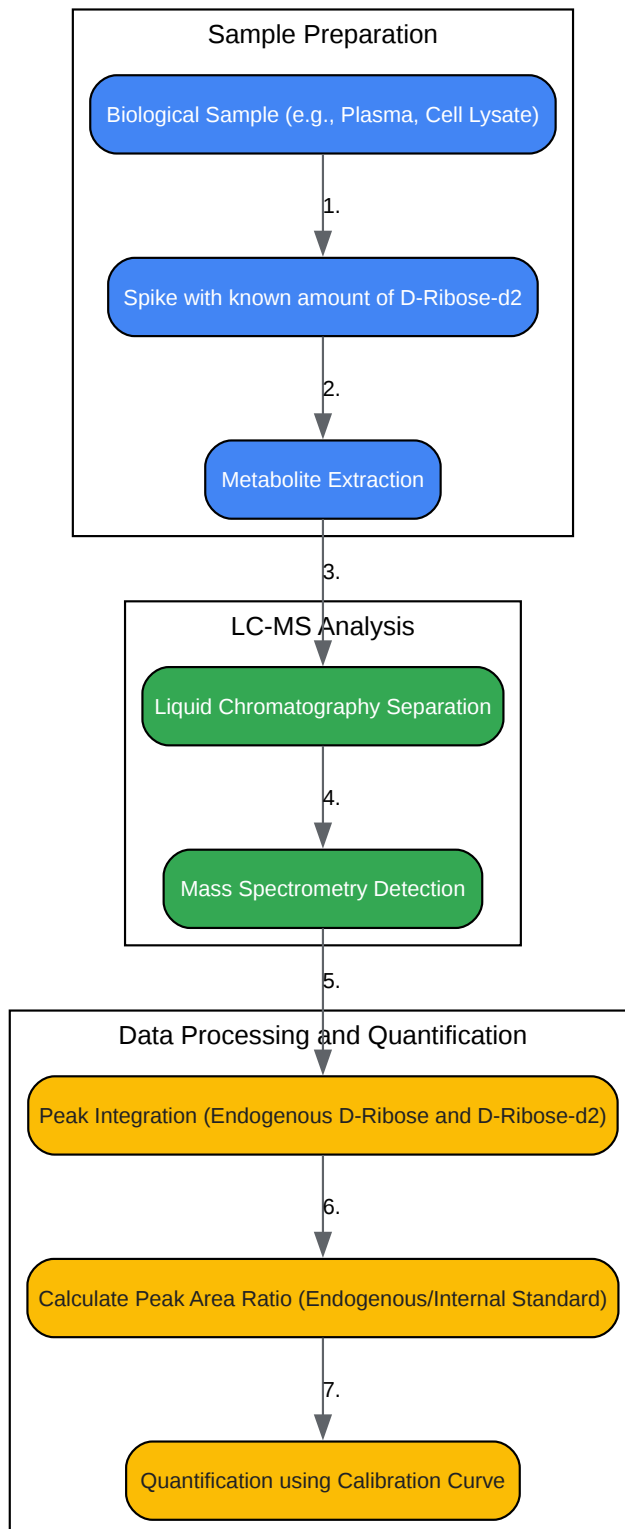 Sample Preparation
Biological Sample (e.g., Plasma, Cell Lysate)
1.
Spike with known amount of D-Ribose-d2
2.
Metabolite Extraction
3.
LC-MS Analysis
Liquid Chromatography Separation
4.
Mass Spectrometry Detection
5.
Data Processing and Quantification
Peak Integration (Endogenous D-Ribose and D-Ribose-d2)
6.
Calculate Peak Area Ratio (Endogenous/Internal Standard)
7.
Quantification using Calibration Curve